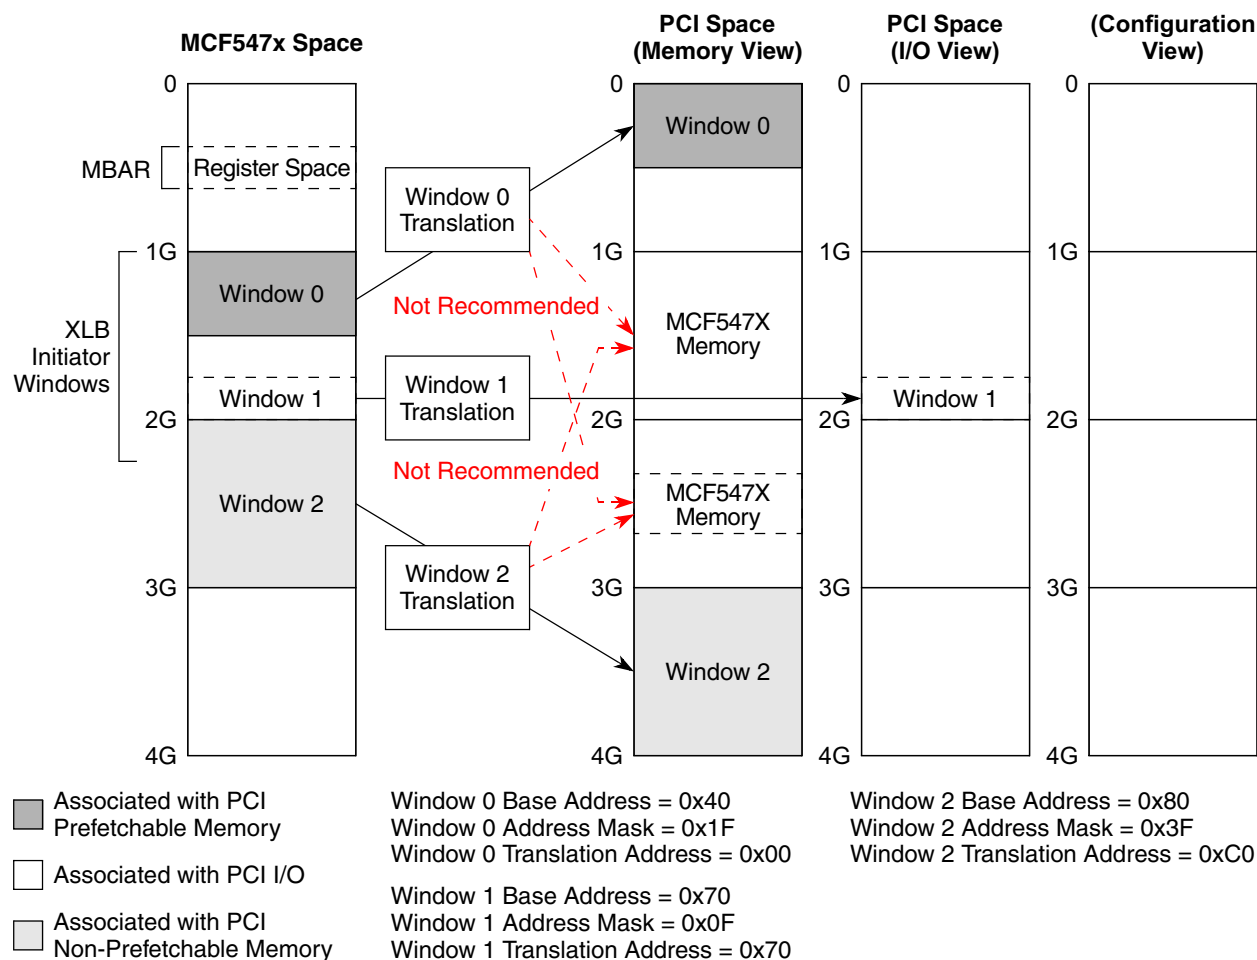 MCF547x Space
PCI Space
(Memory View)
PCI Space
(I/O View)
(Configuration
View)
0
0
0
0
Window 0
MBAR
Register Space
Window 0
Translation
1G
1G
1G
1G
Window 0
Not Recommended
MCF547X
Memory
XLB
Initiator
Windows
Window 1
Window 1
Translation
Window 1
2G
2G
2G
2G
Not Recommended
MCF547X
Memory
Window 2
Window 2
Translation
3G
3G
3G
3G
Window 2
4G
4G
4G
4G
Associated with PCI
Prefetchable Memory
Associated with PCI I/O
Associated with PCI
Non-Prefetchable Memory
Window 0 Base Address = 0x40
Window 0 Address Mask = 0x1F
Window 0 Translation Address = 0x00
Window 1 Base Address = 0x70
Window 1 Address Mask = 0x0F
Window 1 Translation Address = 0x70
Window 2 Base Address = 0x80
Window 2 Address Mask = 0x3F
Window 2 Translation Address = 0xC0